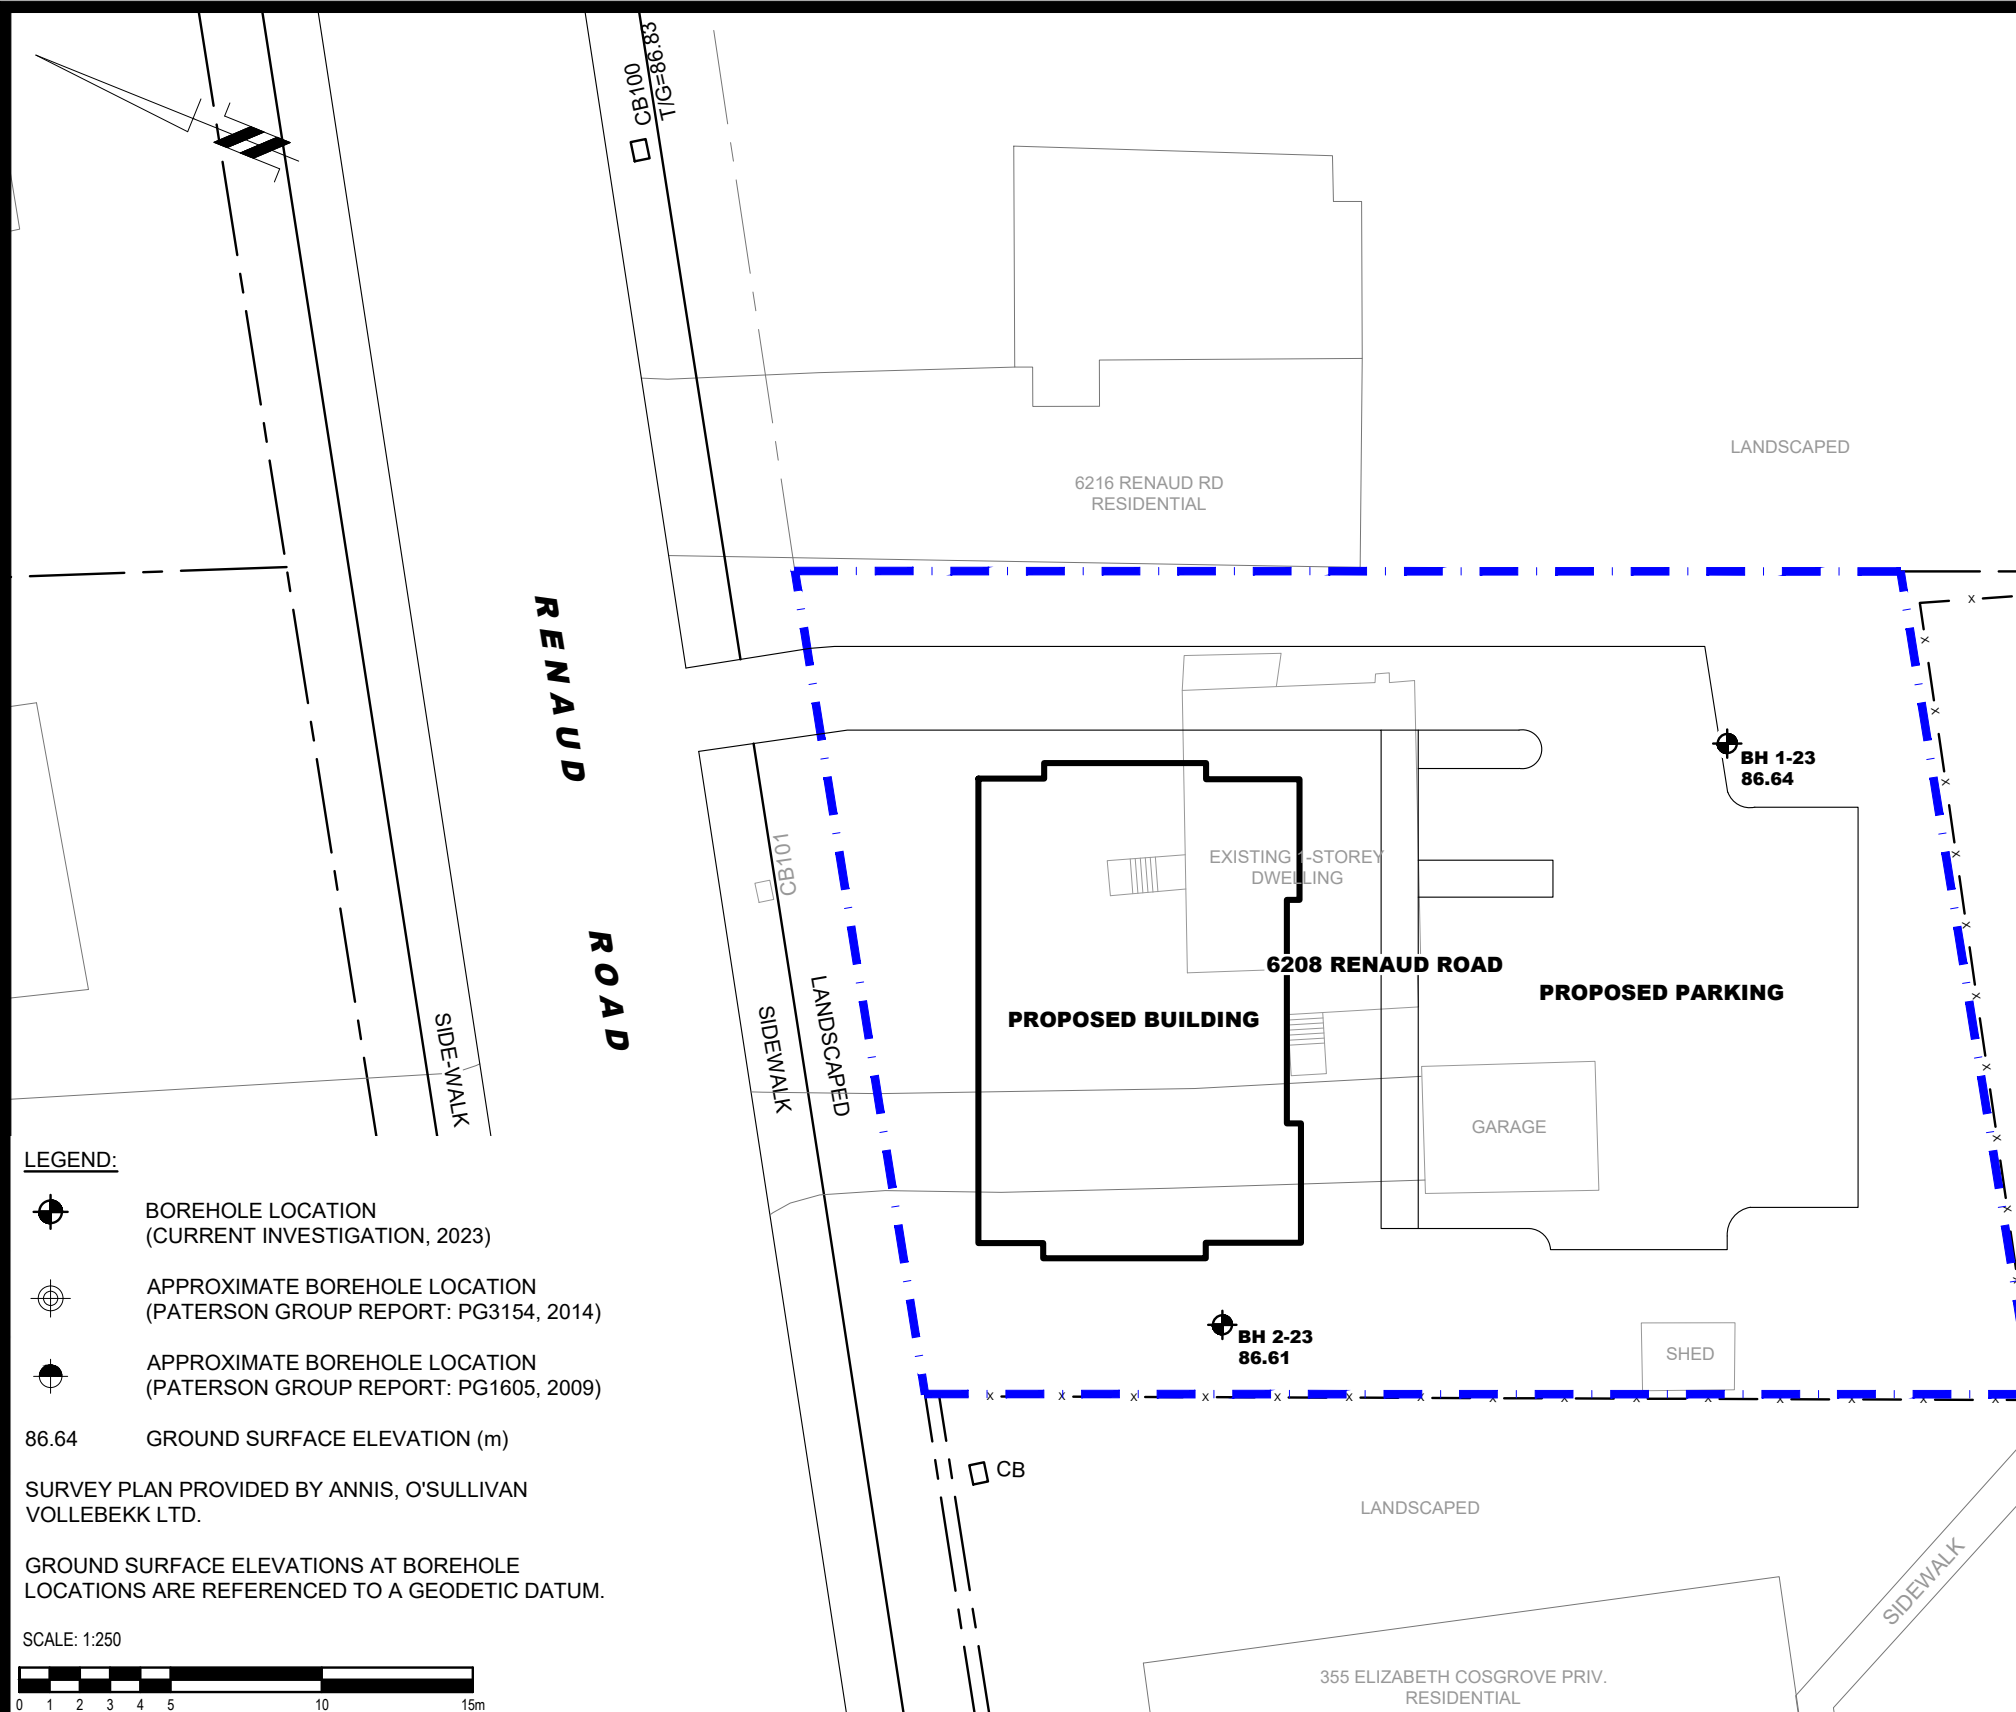 CB100
T/G=86.83
LANDSCAPED
6216 RENAUD RD
RESIDENTIAL
RENAUD
ROAD
BH 1-23
86.64
CB101
EXISTING 1-STOREY
DWELLING
6208 RENAUD ROAD
PROPOSED PARKING
PROPOSED BUILDING
SIDE-WALK
SIDEWALK
LANDSCAPED
GARAGE
BH 2-23
86.61
SHED
CB
LANDSCAPED
SIDEWALK
355 ELIZABETH COSGROVE PRIV.
RESIDENTIAL
LEGEND:
BOREHOLE LOCATION
(CURRENT INVESTIGATION, 2023)
APPROXIMATE BOREHOLE LOCATION
(PATERSON GROUP REPORT: PG3154, 2014)
APPROXIMATE BOREHOLE LOCATION
(PATERSON GROUP REPORT: PG1605, 2009)
86.64 GROUND SURFACE ELEVATION (m)
SURVEY PLAN PROVIDED BY ANNIS, O'SULLIVAN
VOLLEBEKK LTD.
GROUND SURFACE ELEVATIONS AT BOREHOLE
LOCATIONS ARE REFERENCED TO A GEODETIC DATUM.
SCALE: 1:250
0 1 2 3 4 5 10 15m